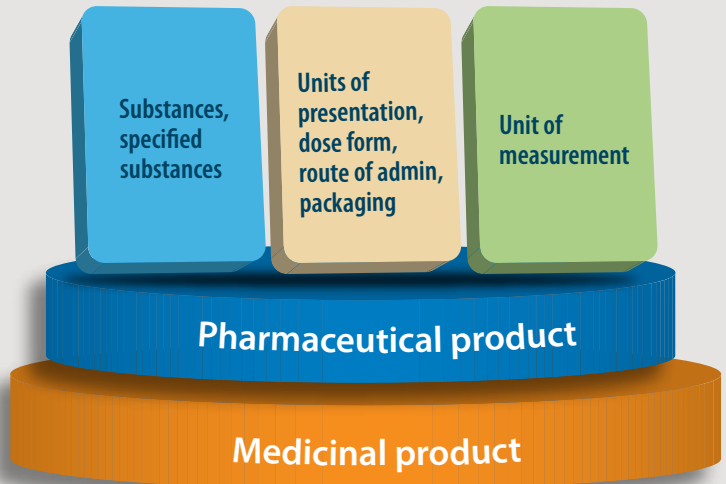 Substances,
specified
substances
Units of
presentation,
dose form,
route of admin,
packaging
Unit of
measurement
Pharmaceutical product
Medicinal product